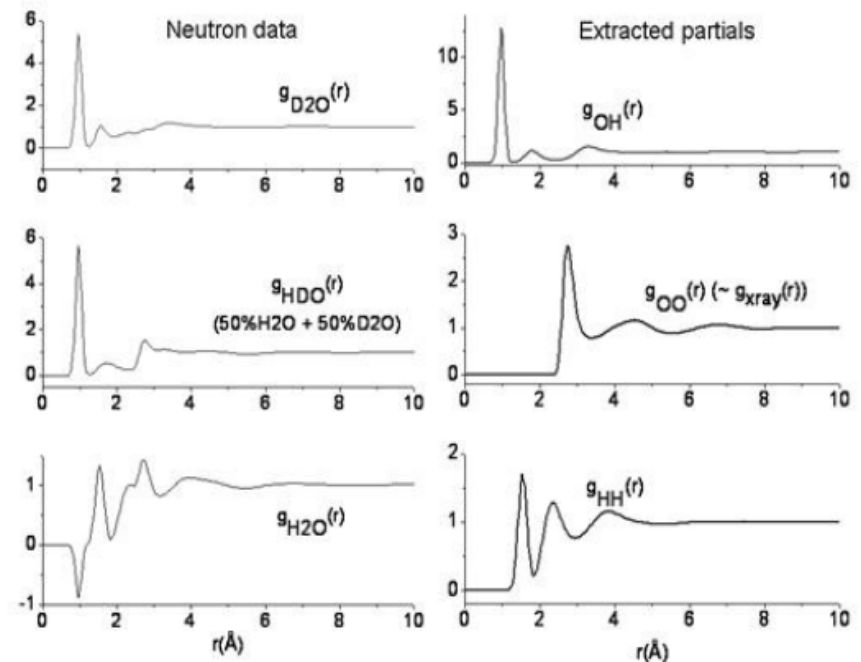 Neutron data
6
4
2
0
g_D2O(r)
0 2 4 6 8 10
6
4
2
0
g_HDO(r)
(50%H2O + 50%D2O)
0 2 4 6 8 10
1
0
-1
g_H2O(r)
0 2 4 6 8 10
r(Å)
Extracted partials
10
5
0
g_OH(r)
0 2 4 6 8 10
3
2
1
0
g_OO(r) (~ g_xray(r))
0 2 4 6 8 10
2
1
0
g_HH(r)
0 2 4 6 8 10
r(Å)